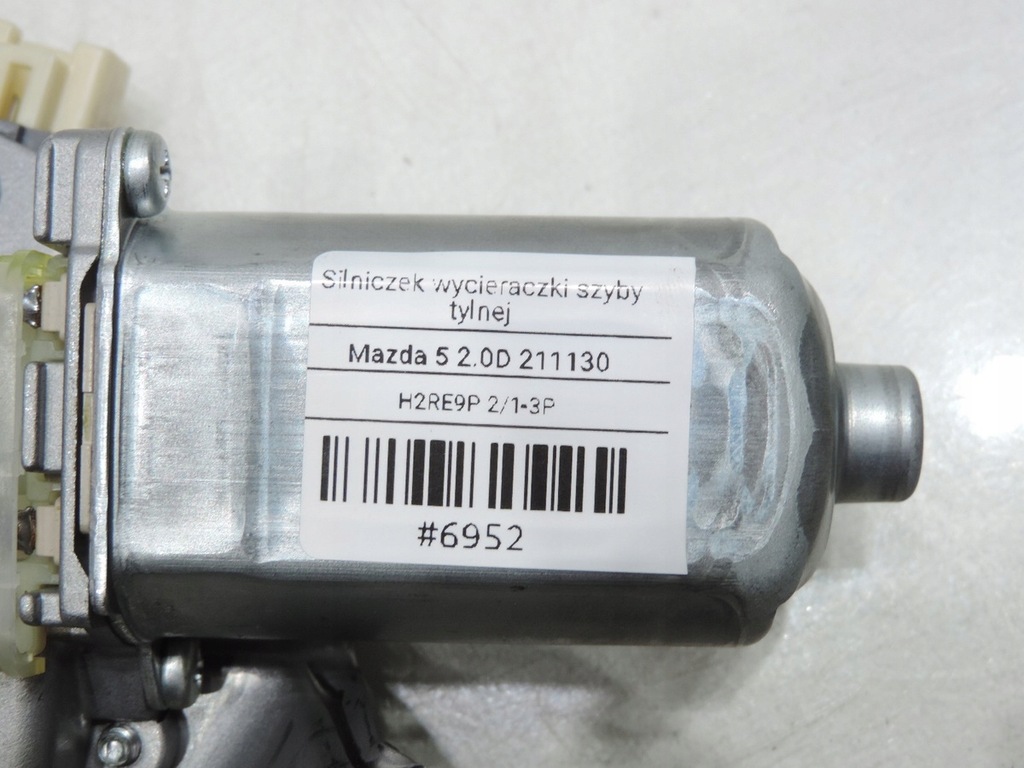 Silniczek wycieraczki szyby
tylnej
Mazda 5 2.0D 211130
H2RE9P 2/1-3P
#6952